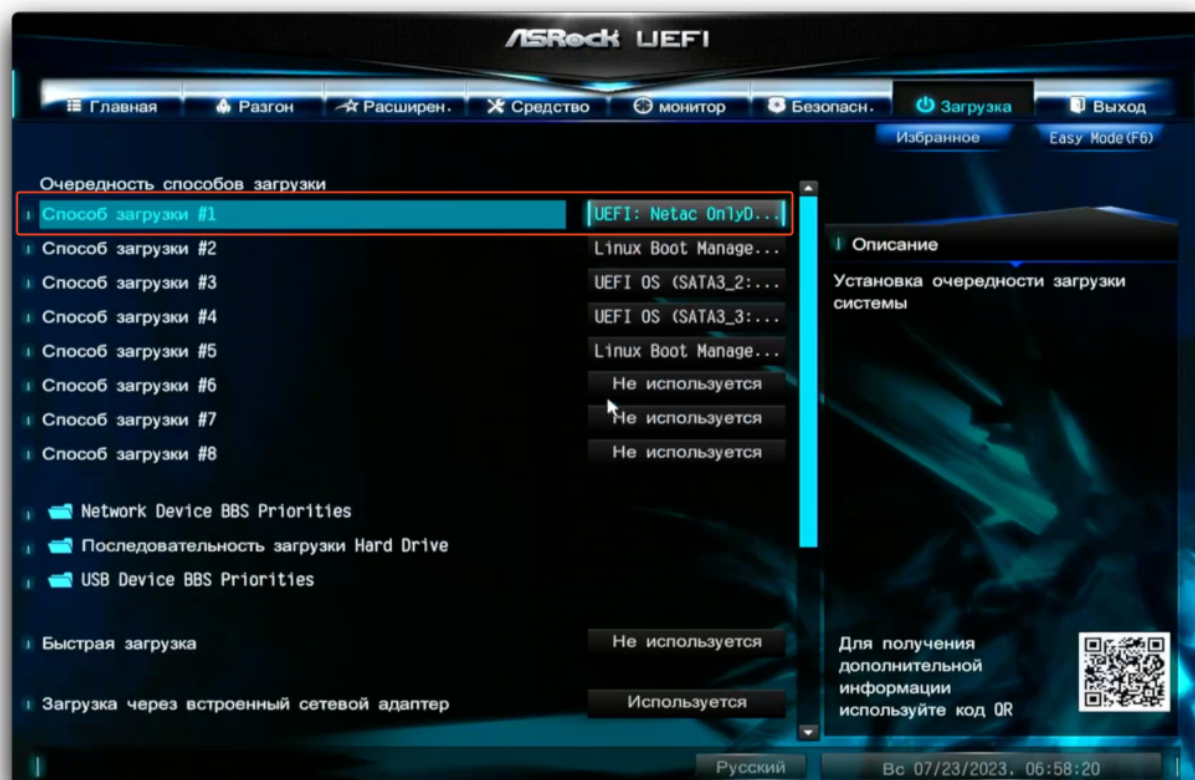 ASRock UEFI
Главная Разгон Расширен. Средство монитор Безопасн. Загрузка Выход
Избранное Easy Mode(F6)
Очередность способов загрузки
Способ загрузки #1 UEFI: Netac OnlyD...
Способ загрузки #2 Linux Boot Manage...
Способ загрузки #3 UEFI OS (SATA3_2:...
Способ загрузки #4 UEFI OS (SATA3_3:...
Способ загрузки #5 Linux Boot Manage...
Способ загрузки #6 Не используется
Способ загрузки #7 Не используется
Способ загрузки #8 Не используется
Network Device BBS Priorities
Последовательность загрузки Hard Drive
USB Device BBS Priorities
Быстрая загрузка Не используется
Загрузка через встроенный сетевой адаптер Используется
Описание
Установка очередности загрузки
системы
Для получения
дополнительной
информации
используйте код QR
Русский Вс 07/23/2023, 06:58:20